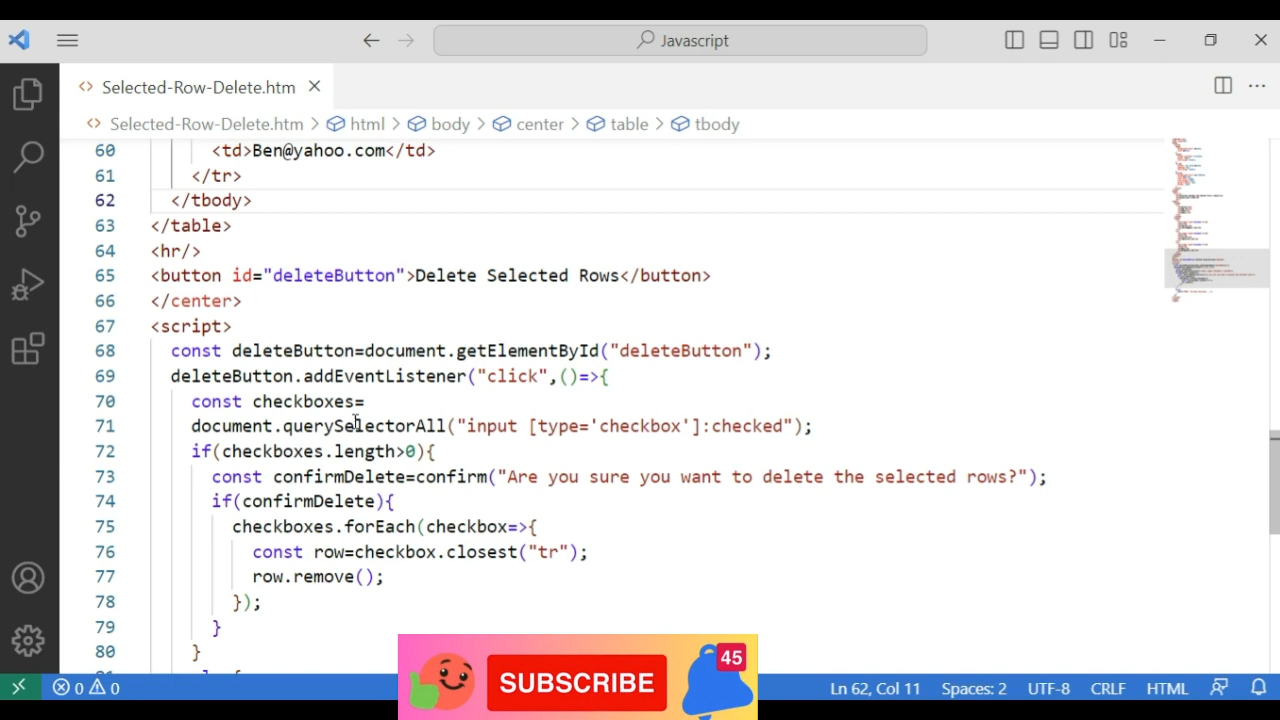 Javascript
Selected-Row-Delete.htm
Selected-Row-Delete.htm > html > body > center > table > tbody
60 <td>Ben@yahoo.com</td>
61 </tr>
62 </tbody>
63 </table>
64 <hr/>
65 <button id="deleteButton">Delete Selected Rows</button>
66 </center>
67 <script>
68 const deleteButton=document.getElementById("deleteButton");
69 deleteButton.addEventListener("click",()=>{
70 const checkboxes=
71 document.querySelectorAll("input [type='checkbox']:checked");
72 if(checkboxes.length>0){
73 const confirmDelete=confirm("Are you sure you want to delete the selected rows?");
74 if(confirmDelete){
75 checkboxes.forEach(checkbox=>{
76 const row=checkbox.closest("tr");
77 row.remove();
78 });
79 }
80 }
45
SUBSCRIBE
0 0 Ln 62, Col 11 Spaces: 2 UTF-8 CRLF HTML